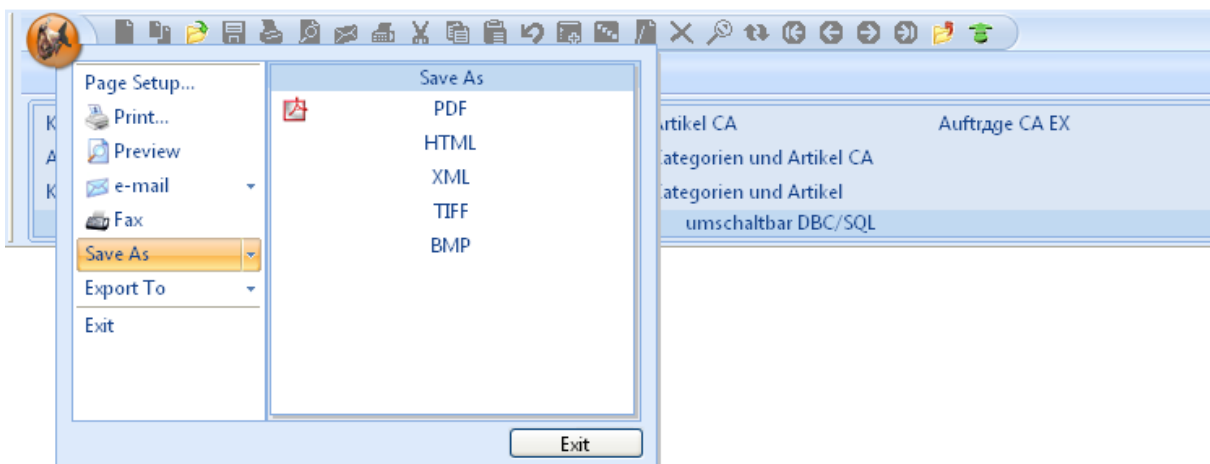 Page Setup...
Print...
Preview
e-mail
Fax
Save As
Export To
Exit
Save As
PDF
HTML
XML
TIFF
BMP
Exit
rtikel CA
Auftrдge CA EX
ategorien und Artikel CA
ategorien und Artikel
umschaltbar DBC/SQL